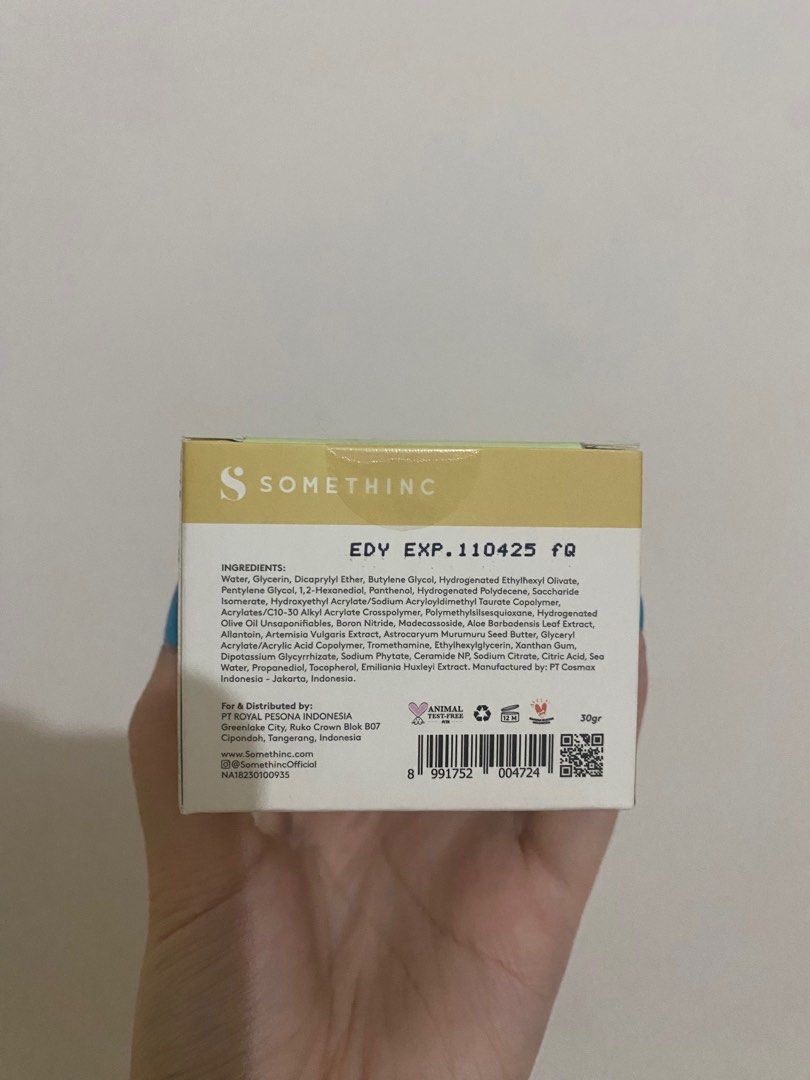 SOMETHINC
EDY EXP.110425 fQ
INGREDIENTS:
Water, Glycerin, Dicaprylyl Ether, Butylene Glycol, Hydrogenated Ethylhexyl Olivate,
Pentylene Glycol, 1,2-Hexanediol, Panthenol, Hydrogenated Polydecene, Saccharide
Isomerate, Hydroxyethyl Acrylate/Sodium Acryloyldimethyl Taurate Copolymer,
Acrylates/C10-30 Alkyl Acrylate Crosspolymer, Polymethylsilsesquioxane, Hydrogenated
Olive Oil Unsaponifiables, Boron Nitride, Madecassoside, Aloe Barbadensis Leaf Extract,
Allantoin, Artemisia Vulgaris Extract, Astrocaryum Murumuru Seed Butter, Glyceryl
Acrylate/Acrylic Acid Copolymer, Tromethamine, Ethylhexylglycerin, Xanthan Gum,
Dipotassium Glycyrrhizate, Sodium Phytate, Ceramide NP, Sodium Citrate, Citric Acid, Sea
Water, Propanediol, Tocopherol, Emiliania Huxleyi Extract. Manufactured by: PT Cosmax
Indonesia - Jakarta, Indonesia.
For & Distributed by:
PT ROYAL PESONA INDONESIA
Greenlake City, Ruko Crown Blok B07
Cipondoh, Tangerang, Indonesia
www.Somethinc.com
@SomethincOfficial
NA18230100935
ANIMAL
TEST-FREE
12 M
30gr
8 991752 004724